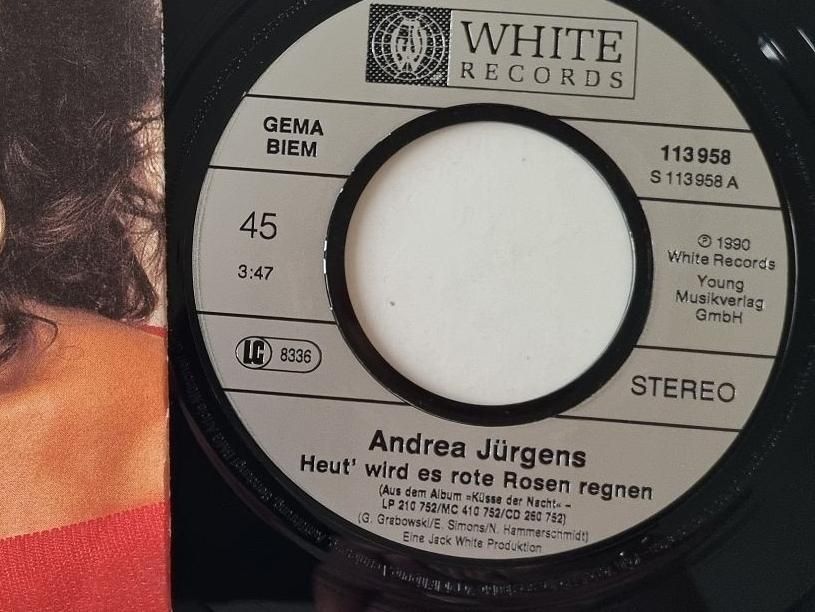 WHITE
RECORDS
GEMA
BIEM
113 958
S 113 958 A
45
3:47
℗ 1990
White Records
Young
Musikverlag
GmbH
LC 8336
STEREO
Andrea Jürgens
Heut' wird es rote Rosen regnen
(Aus dem Album »Küsse der Nacht« –
LP 210 752/MC 410 752/CD 260 752)
(G. Grabowski/E. Simons/N. Hammerschmidt)
Eine Jack White Produktion